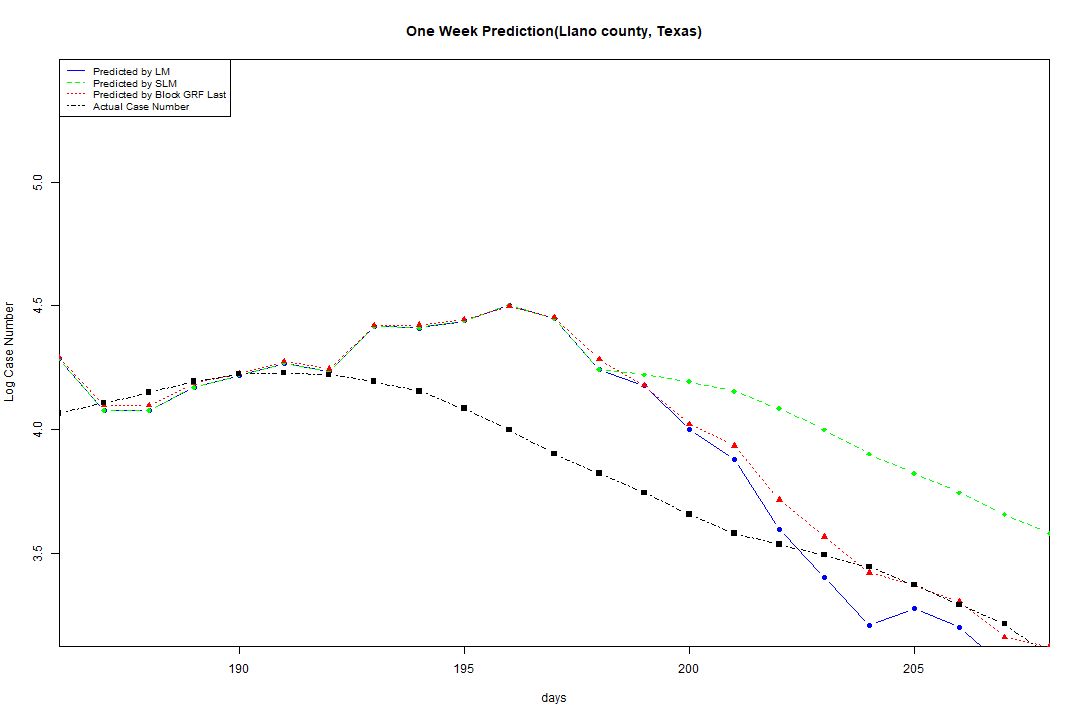 One Week Prediction(Llano county, Texas)
Predicted by LM
Predicted by SLM
Predicted by Block GRF Last
Actual Case Number
5.0
4.5
4.0
3.5
Log Case Number
190 195 200 205
days